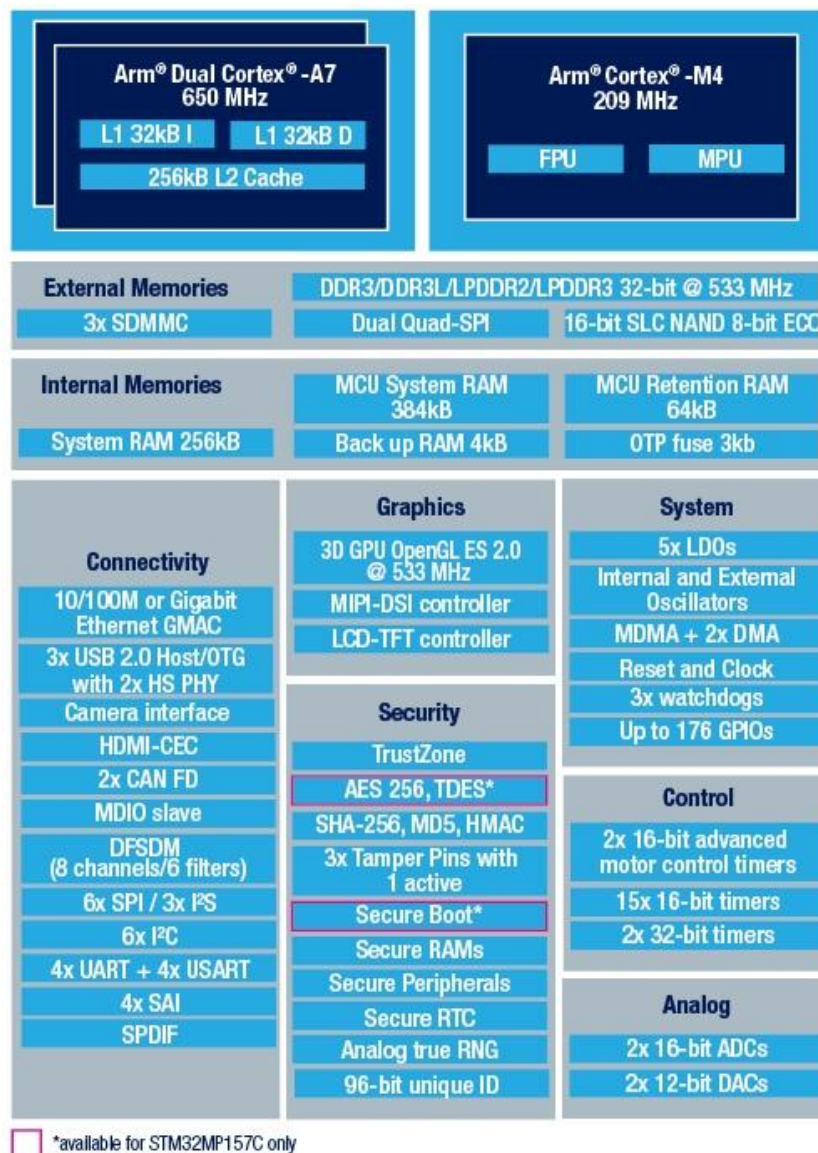 Arm® Dual Cortex® -A7
650 MHz
L1 32kB I
L1 32kB D
256kB L2 Cache
Arm® Cortex® -M4
209 MHz
FPU
MPU
External Memories
DDR3/DDR3L/LPDDR2/LPDDR3 32-bit @ 533 MHz
3x SDMMC
Dual Quad-SPI
16-bit SLC NAND 8-bit ECC
Internal Memories
MCU System RAM
384kB
MCU Retention RAM
64kB
System RAM 256kB
Back up RAM 4kB
OTP fuse 3kb
Connectivity
10/100M or Gigabit
Ethernet GMAC
3x USB 2.0 Host/OTG
with 2x HS PHY
Camera interface
HDMI-CEC
2x CAN FD
MDIO slave
DFSDM
(8 channels/6 filters)
6x SPI / 3x I²S
6x I²C
4x UART + 4x USART
4x SAI
SPDIF
Graphics
3D GPU OpenGL ES 2.0
@ 533 MHz
MIPI-DSI controller
LCD-TFT controller
Security
TrustZone
AES 256, TDES*
SHA-256, MD5, HMAC
3x Tamper Pins with
1 active
Secure Boot*
Secure RAMs
Secure Peripherals
Secure RTC
Analog true RNG
96-bit unique ID
System
5x LDOs
Internal and External
Oscillators
MDMA + 2x DMA
Reset and Clock
3x watchdogs
Up to 176 GPIOs
Control
2x 16-bit advanced
motor control timers
15x 16-bit timers
2x 32-bit timers
Analog
2x 16-bit ADCs
2x 12-bit DACs
*available for STM32MP157C only